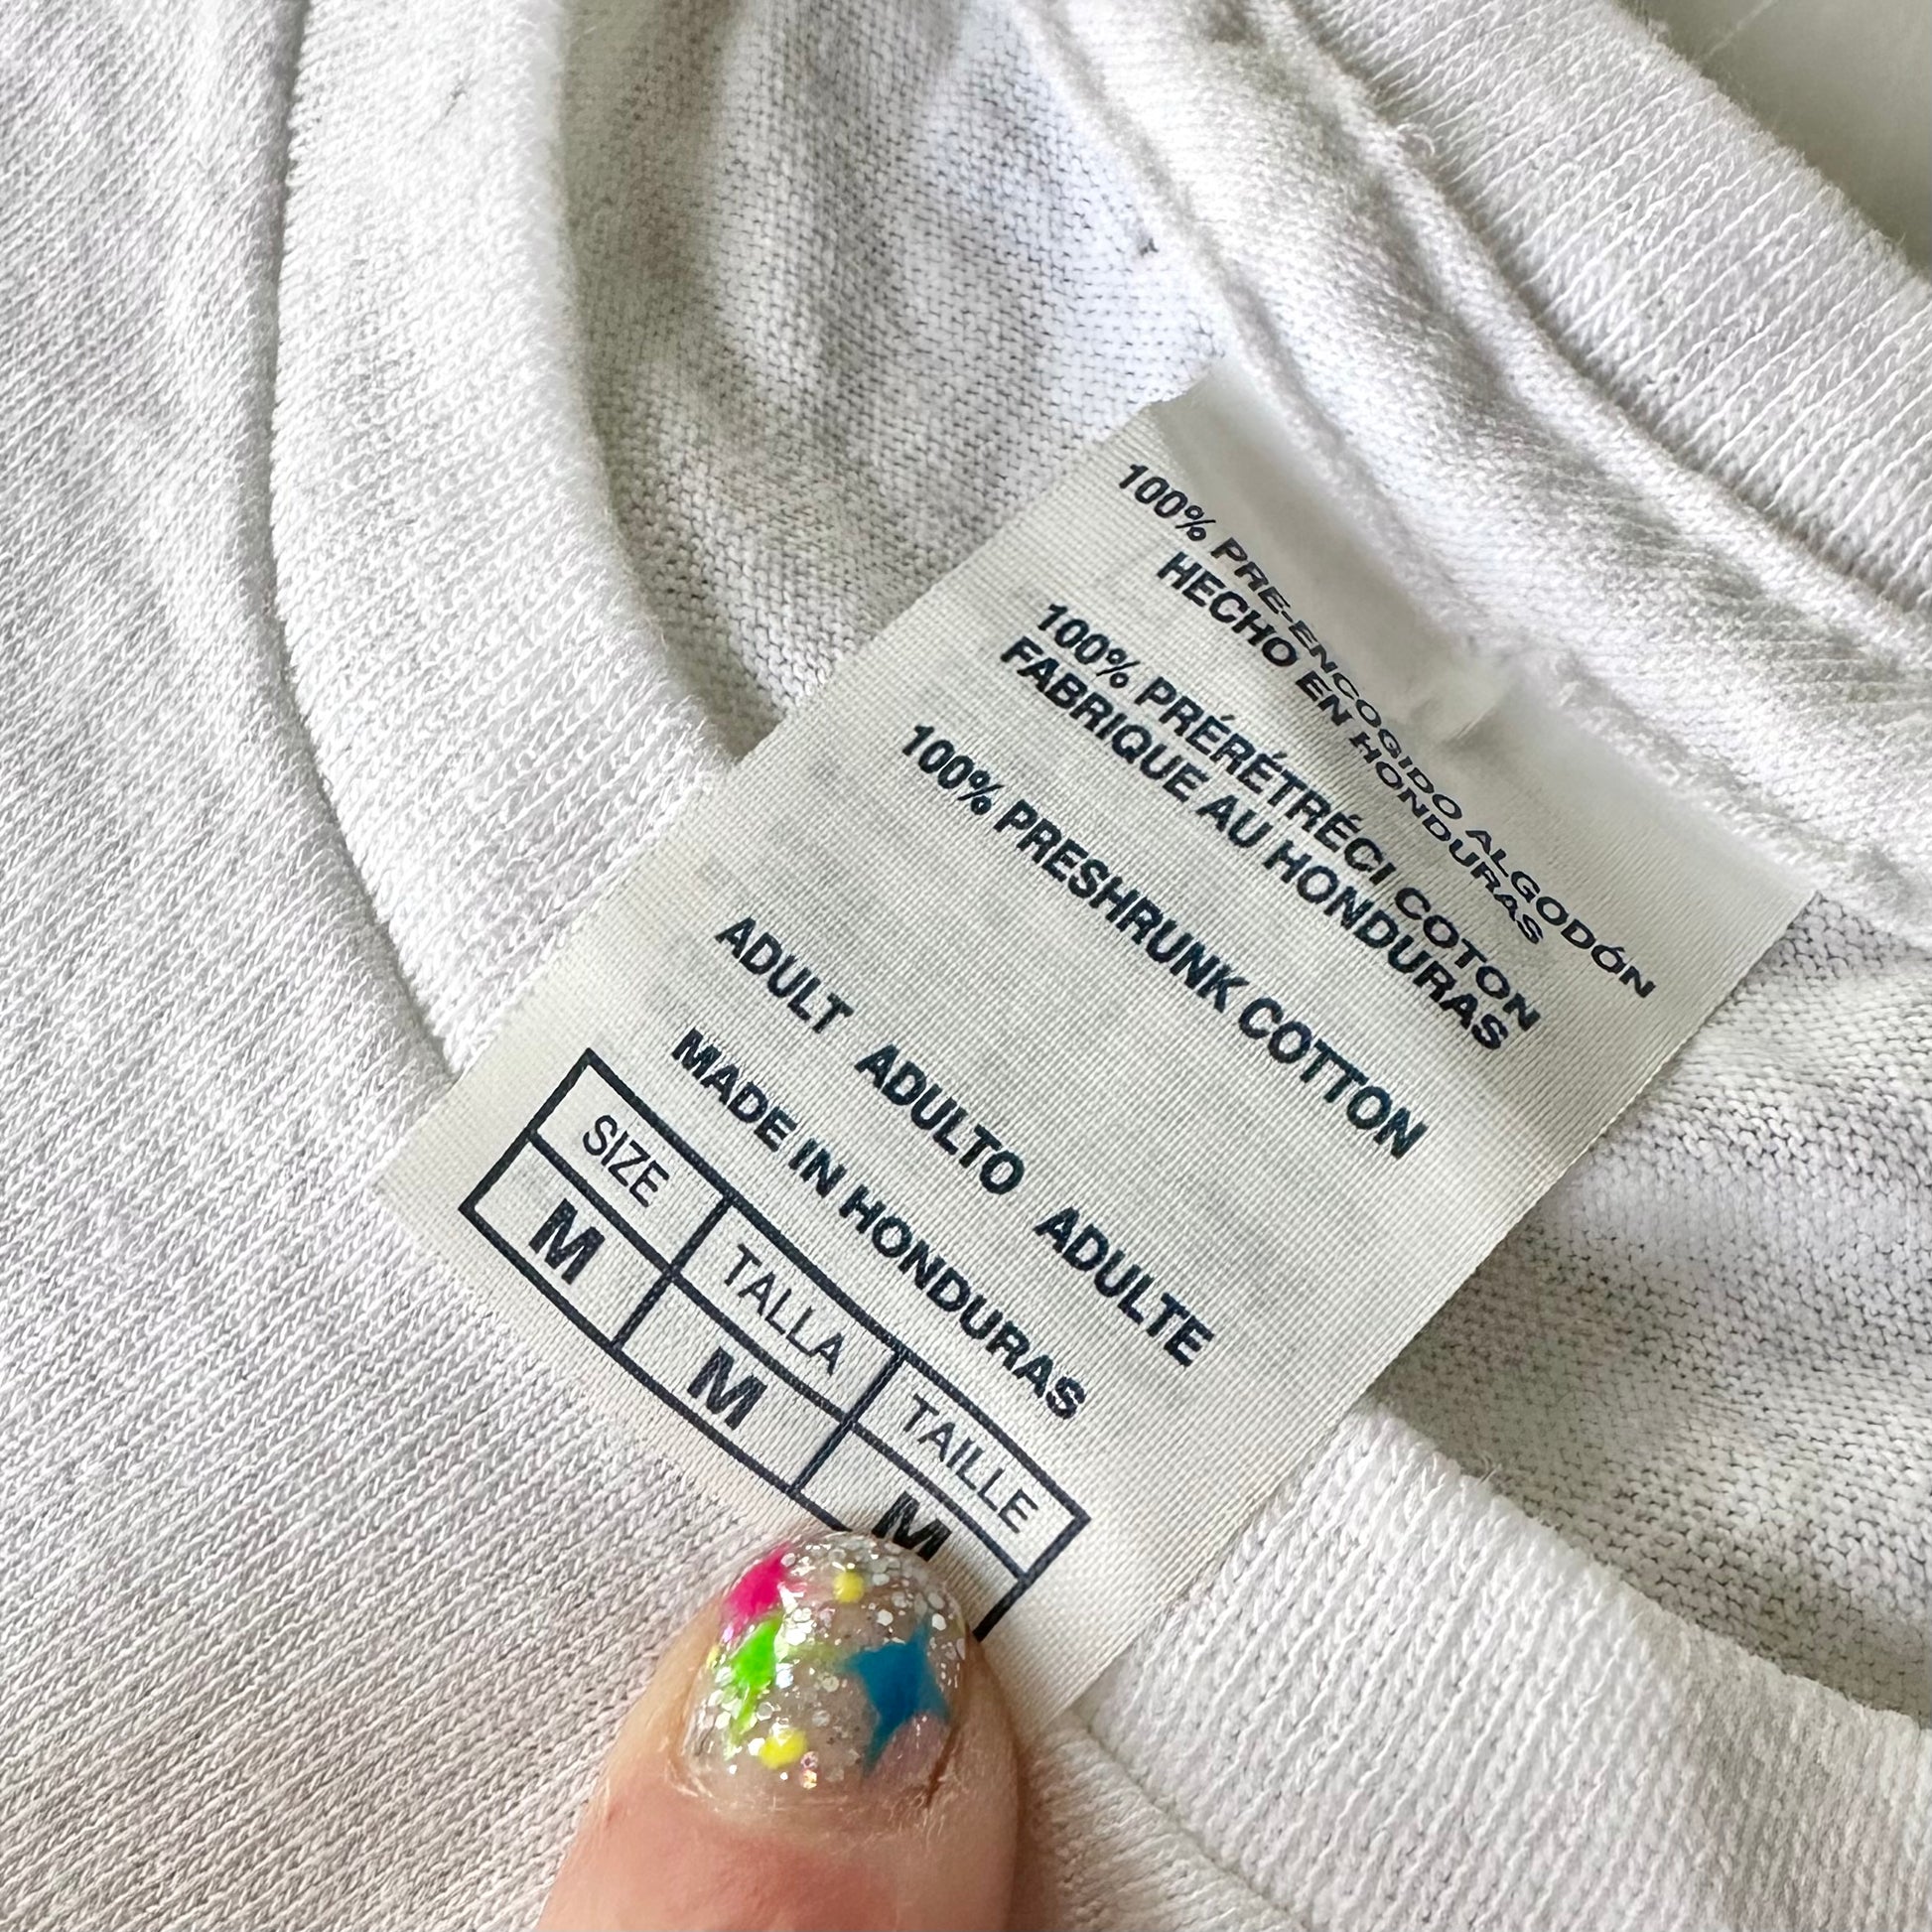 100% PRE-ENCOGIDO ALGODÓN
HECHO EN HONDURAS
100% PRÉRÉTRÉCI COTON
FABRIQUE AU HONDURAS
100% PRESHRUNK COTTON
ADULT ADULTO ADULTE
MADE IN HONDURAS
SIZE TALLA TAILLE
M M M